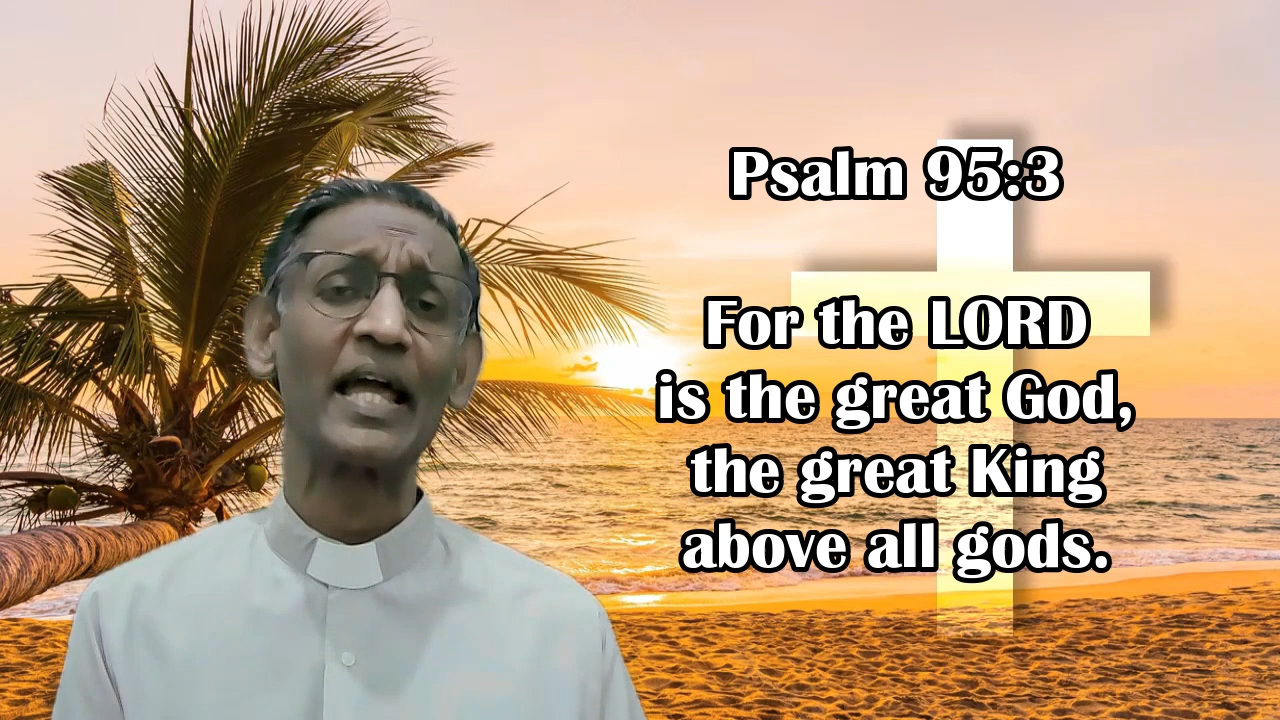 Psalm 95:3
For the LORD
is the great God,
the great King
above all gods.